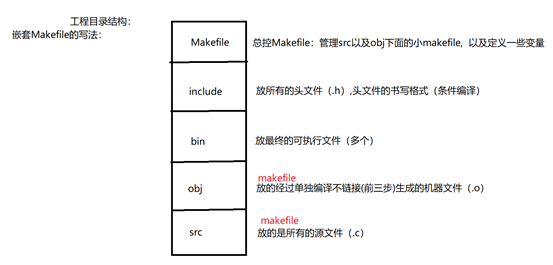 工程目录结构：
嵌套Makefile的写法：
Makefile 总控Makefile：管理src以及obj下面的小makefile，以及定义一些变量
include 放所有的头文件（.h）,头文件的书写格式（条件编译）
bin 放最终的可执行文件（多个）
makefile
obj 放的经过单独编译不链接(前三步)生成的机器文件（.o）
makefile
src 放的是所有的源文件（.c）